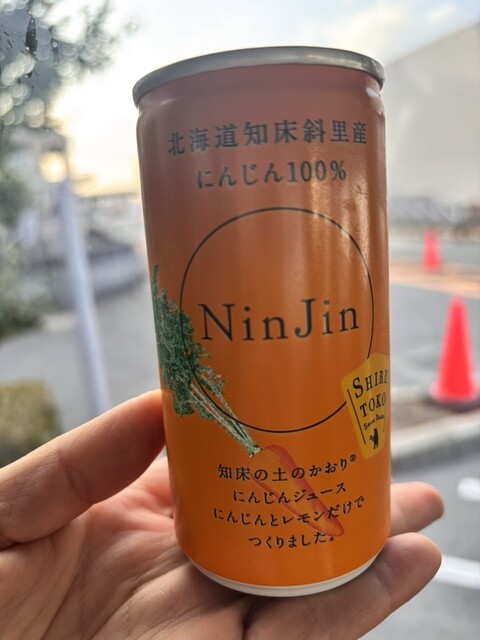 北海道知床斜里産
にんじん100%
NinJin
SHIRE
TOKO
知床の土のかおり®
にんじんジュース
にんじんとレモンだけで
つくりました。